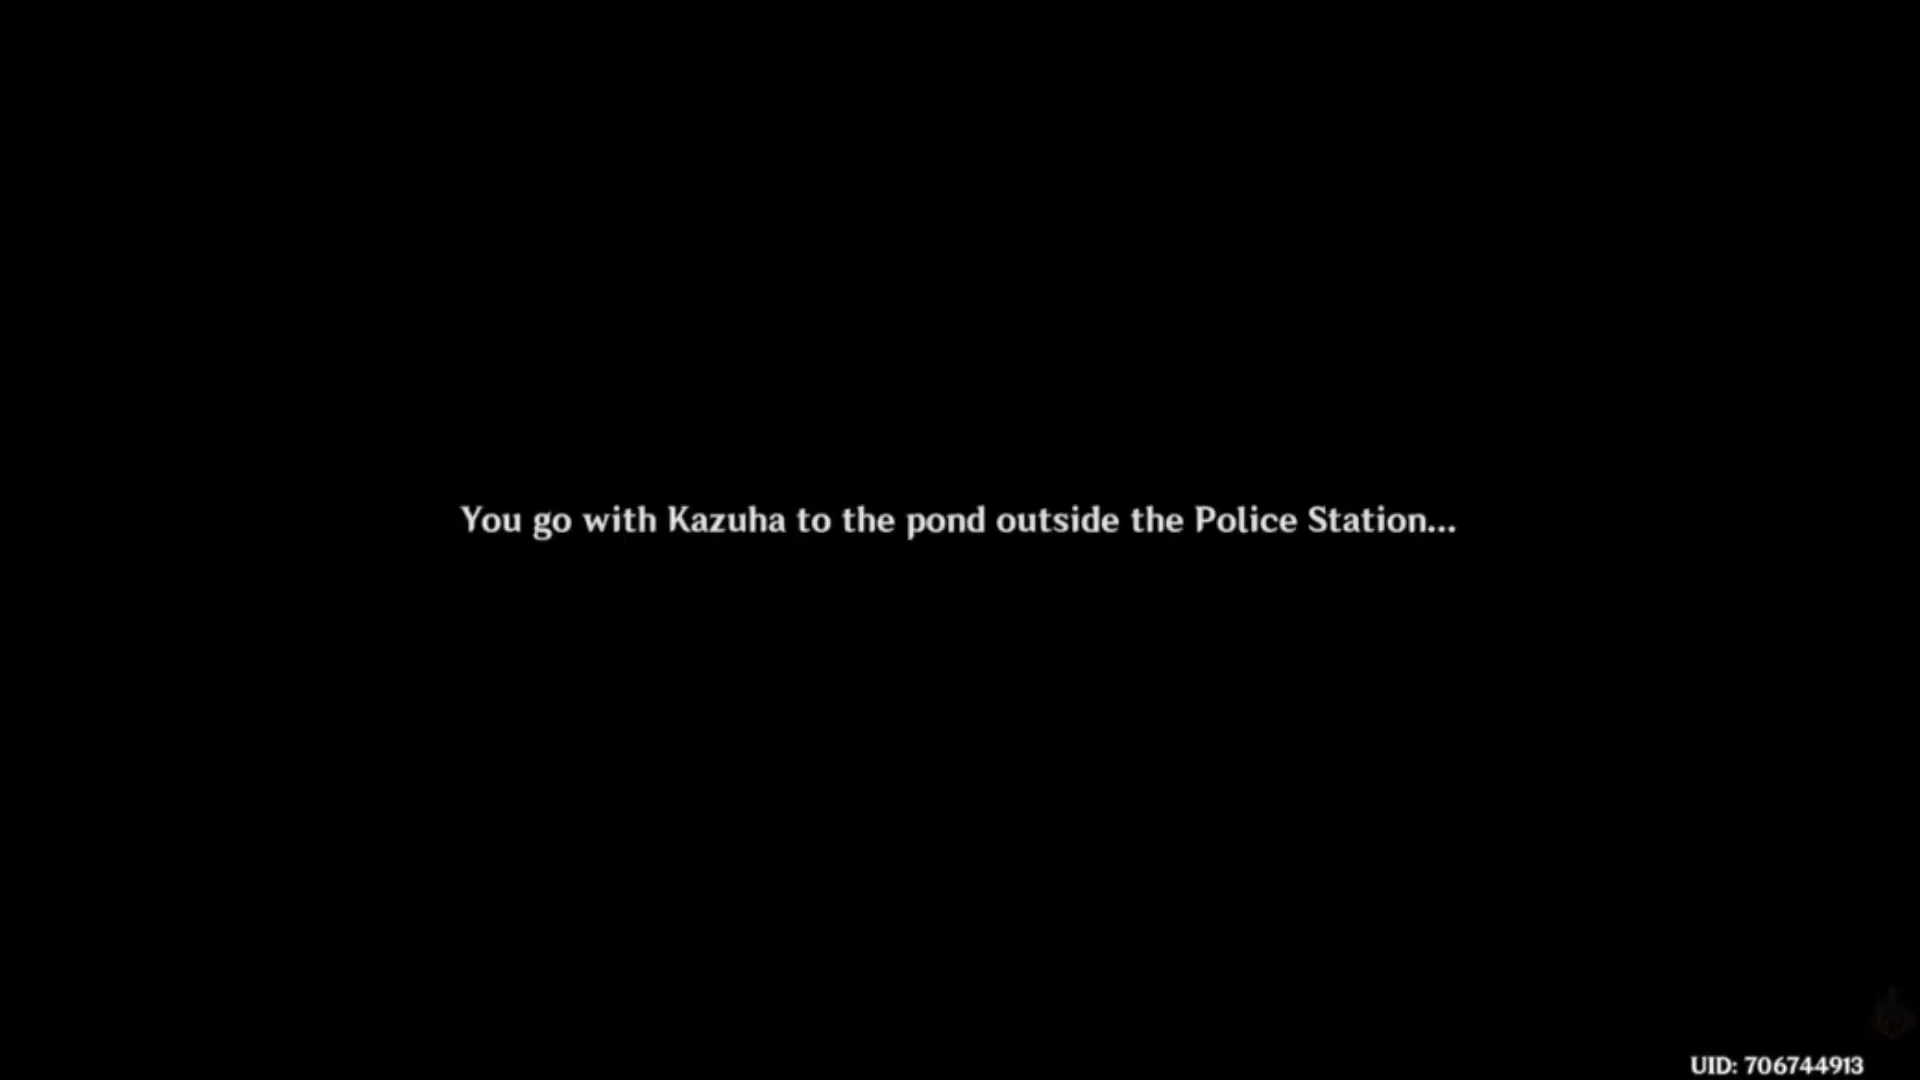 You go with Kazuha to the pond outside the Police Station...
UID: 706744913